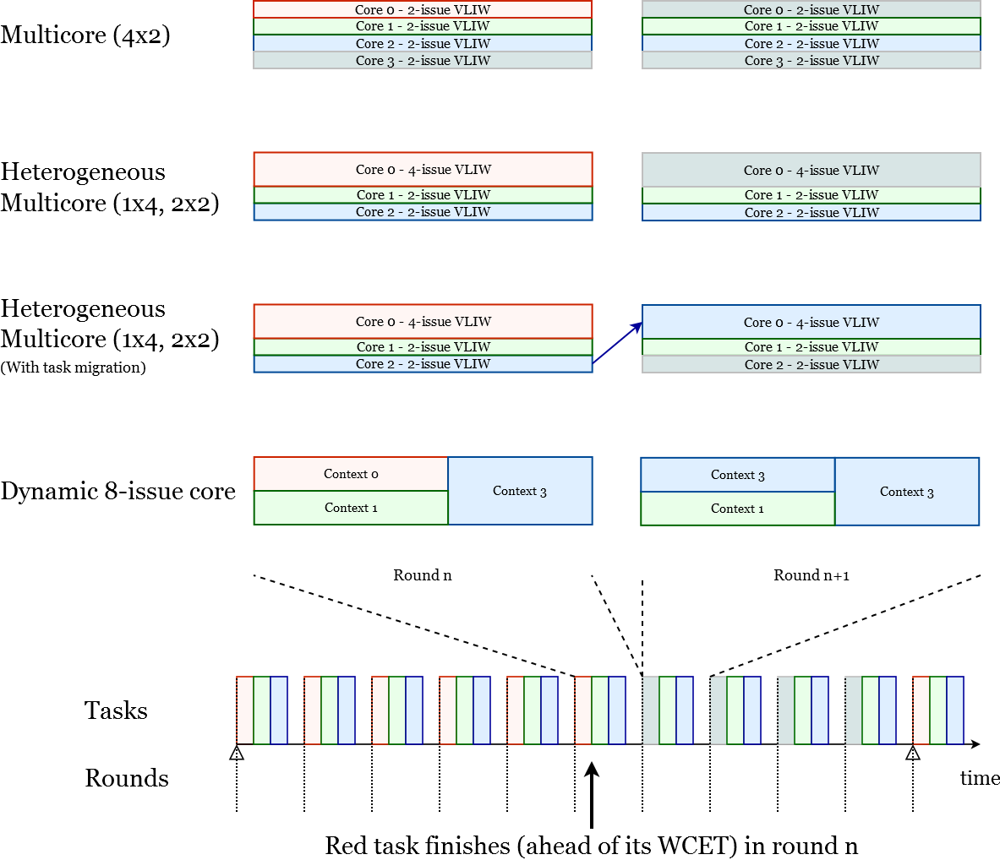 Multicore (4x2)
Core 0 - 2-issue VLIW
Core 1 - 2-issue VLIW
Core 2 - 2-issue VLIW
Core 3 - 2-issue VLIW
Core 0 - 2-issue VLIW
Core 1 - 2-issue VLIW
Core 2 - 2-issue VLIW
Core 3 - 2-issue VLIW
Heterogeneous
Multicore (1x4, 2x2)
Core 0 - 4-issue VLIW
Core 1 - 2-issue VLIW
Core 2 - 2-issue VLIW
Core 0 - 4-issue VLIW
Core 1 - 2-issue VLIW
Core 2 - 2-issue VLIW
Heterogeneous
Multicore (1x4, 2x2)
(With task migration)
Core 0 - 4-issue VLIW
Core 1 - 2-issue VLIW
Core 2 - 2-issue VLIW
Core 0 - 4-issue VLIW
Core 1 - 2-issue VLIW
Core 2 - 2-issue VLIW
Dynamic 8-issue core
Context 0
Context 1
Context 3
Context 3
Context 1
Context 3
Round n
Round n+1
Tasks
Rounds
time
Red task finishes (ahead of its WCET) in round n